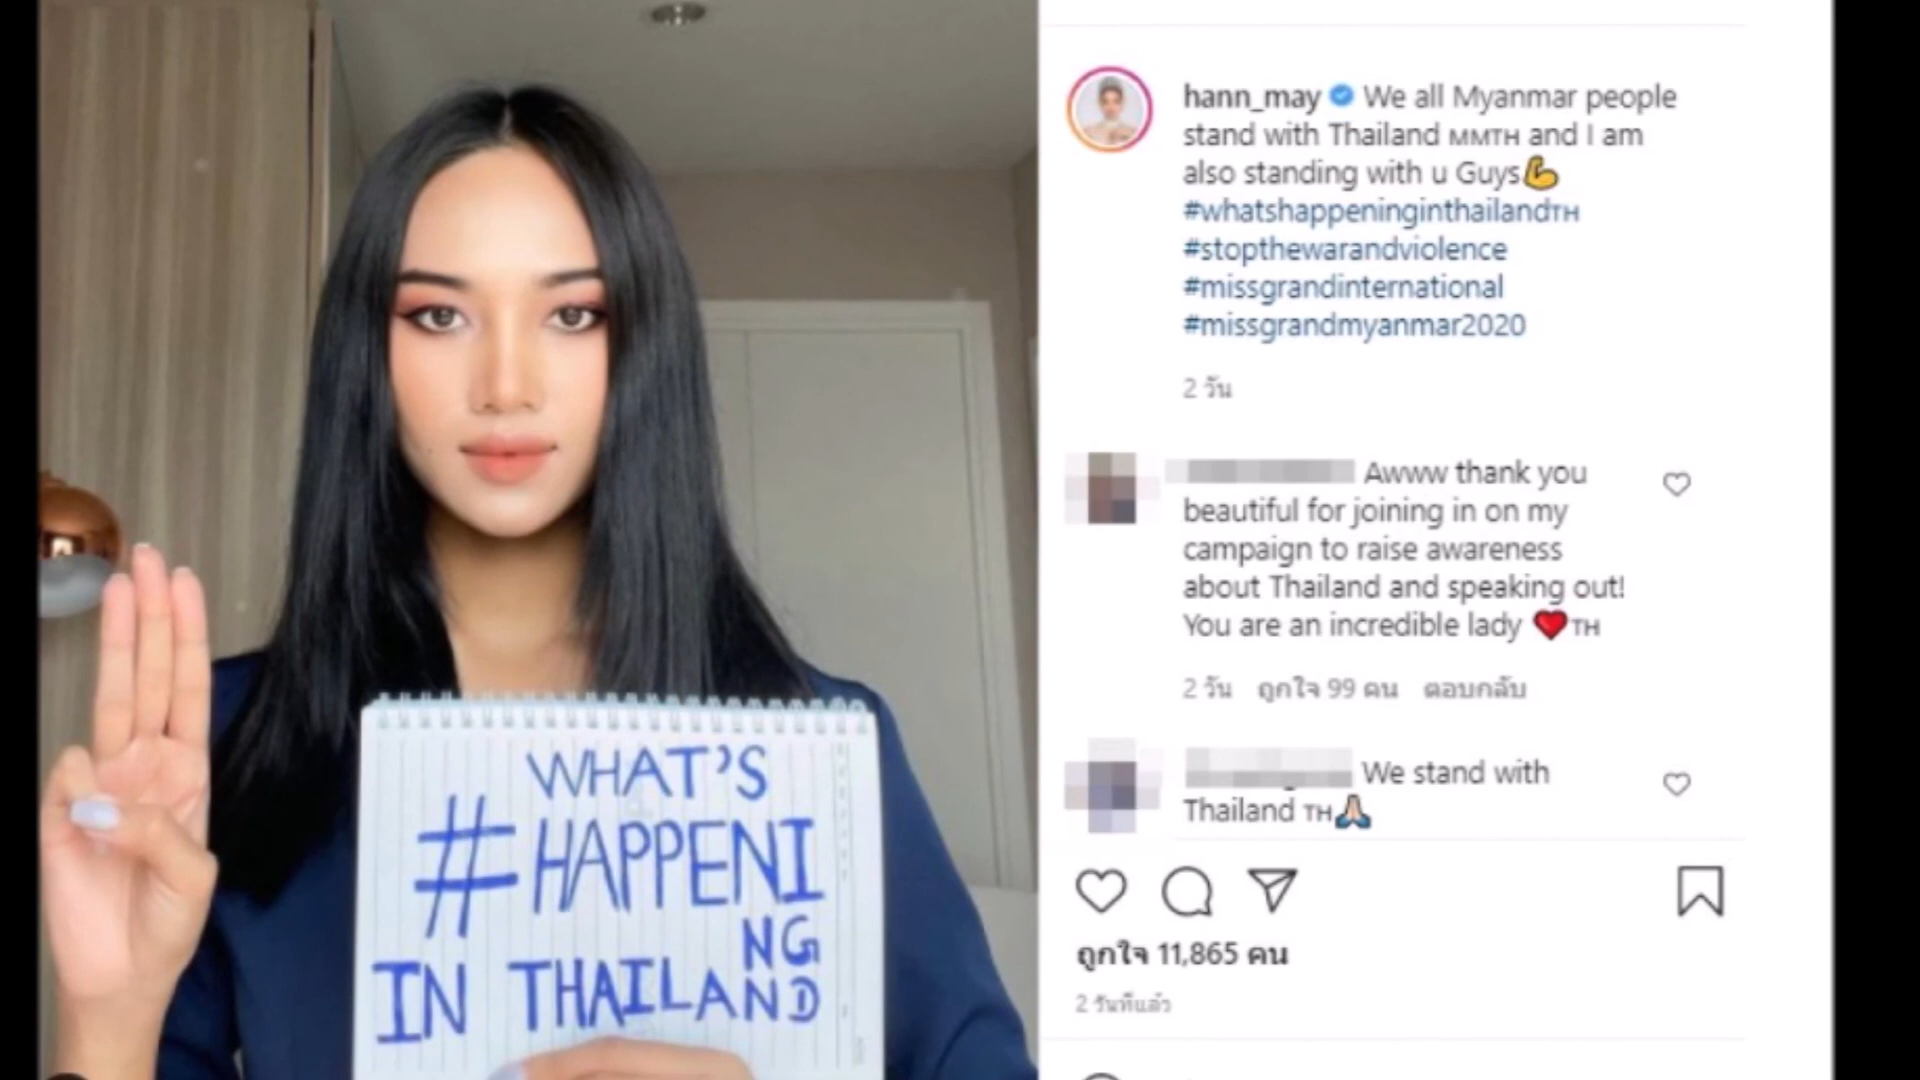 WHAT'S
#HAPPENI
NG
IN THAILAND
hann_may We all Myanmar people
stand with Thailand MMTH and I am
also standing with u Guys💪
#whatshappeninginthailandTH
#stopthewarandviolence
#missgrandinternational
#missgrandmyanmar2020
2 วัน
Awww thank you
beautiful for joining in on my
campaign to raise awareness
about Thailand and speaking out!
You are an incredible lady ❤️TH
2 วัน ถูกใจ 99 คน ตอบกลับ
We stand with
Thailand TH🙏🏻
ถูกใจ 11,865 คน
2 วันที่แล้ว